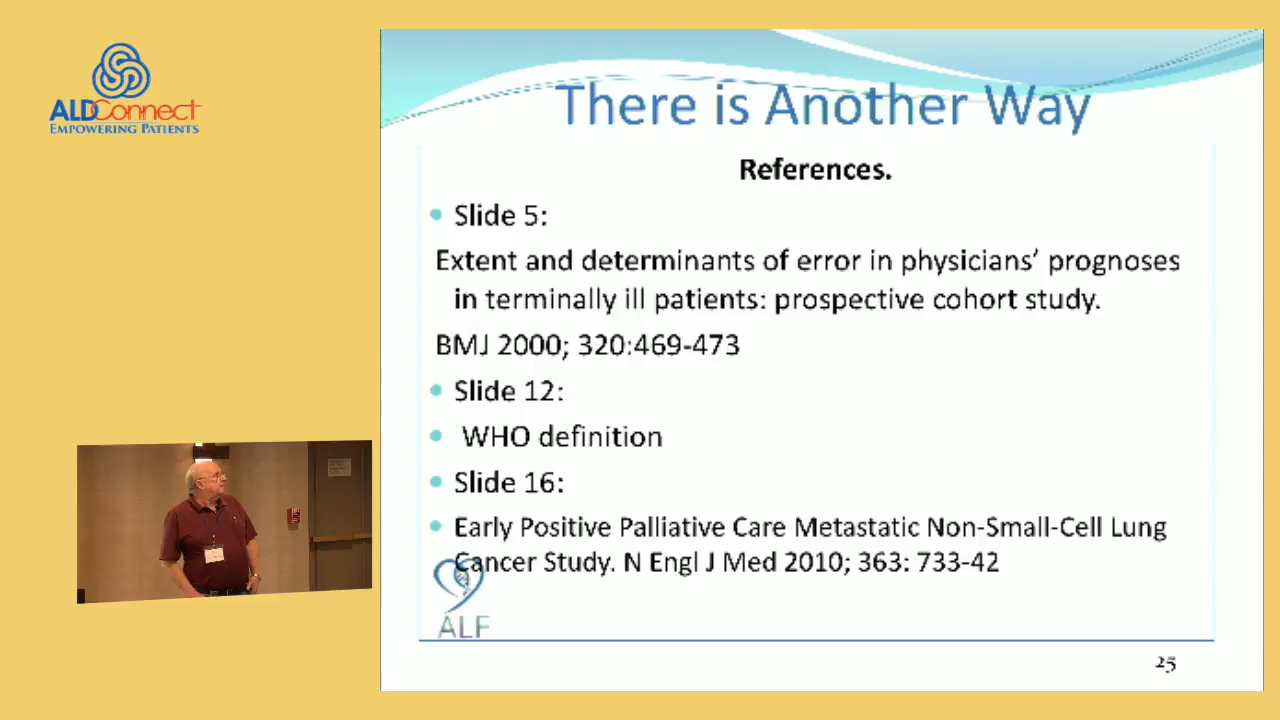 ALDConnect
EMPOWERING PATIENTS
There is Another Way
References.
• Slide 5:
Extent and determinants of error in physicians’ prognoses
in terminally ill patients: prospective cohort study.
BMJ 2000; 320:469-473
• Slide 12:
• WHO definition
• Slide 16:
• Early Positive Palliative Care Metastatic Non-Small-Cell Lung
Cancer Study. N Engl J Med 2010; 363: 733-42
ALF
25